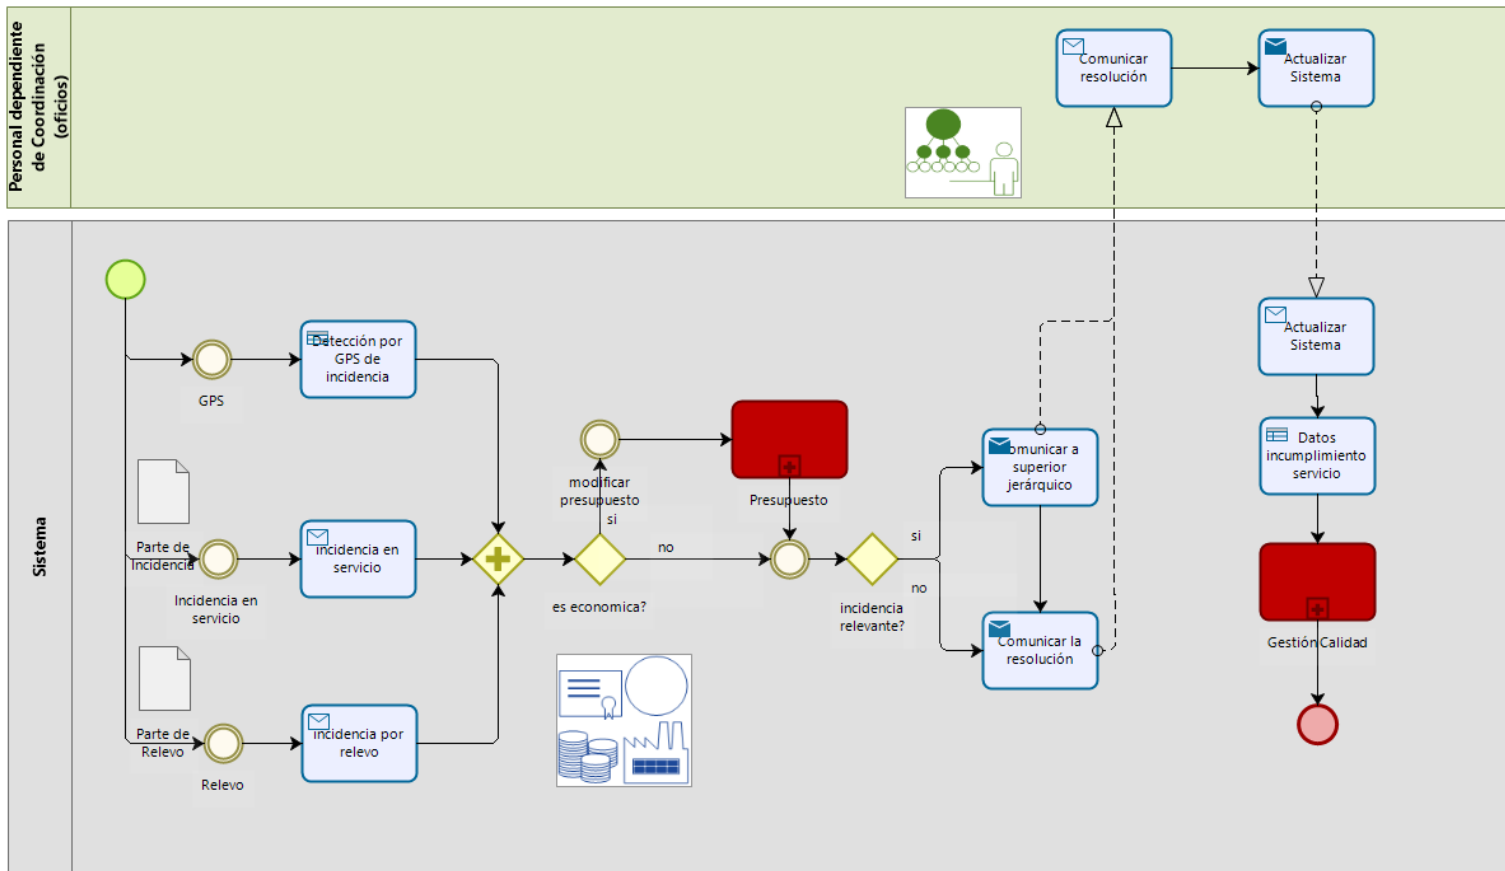 Personal dependiente
de Coordinación
(oficios)
Comunicar
resolución
Actualizar
Sistema
Sistema
Detección por
GPS de
incidencia
GPS
Parte de
Incidencia
Incidencia en
servicio
incidencia en
servicio
Parte de
Relevo
Relevo
incidencia por
relevo
modificar
presupuesto
si
no
es economica?
Presupuesto
incidencia
relevante?
si
no
Comunicar a
superior
jerárquico
Comunicar la
resolución
Actualizar
Sistema
Datos
incumplimiento
servicio
Gestión Calidad